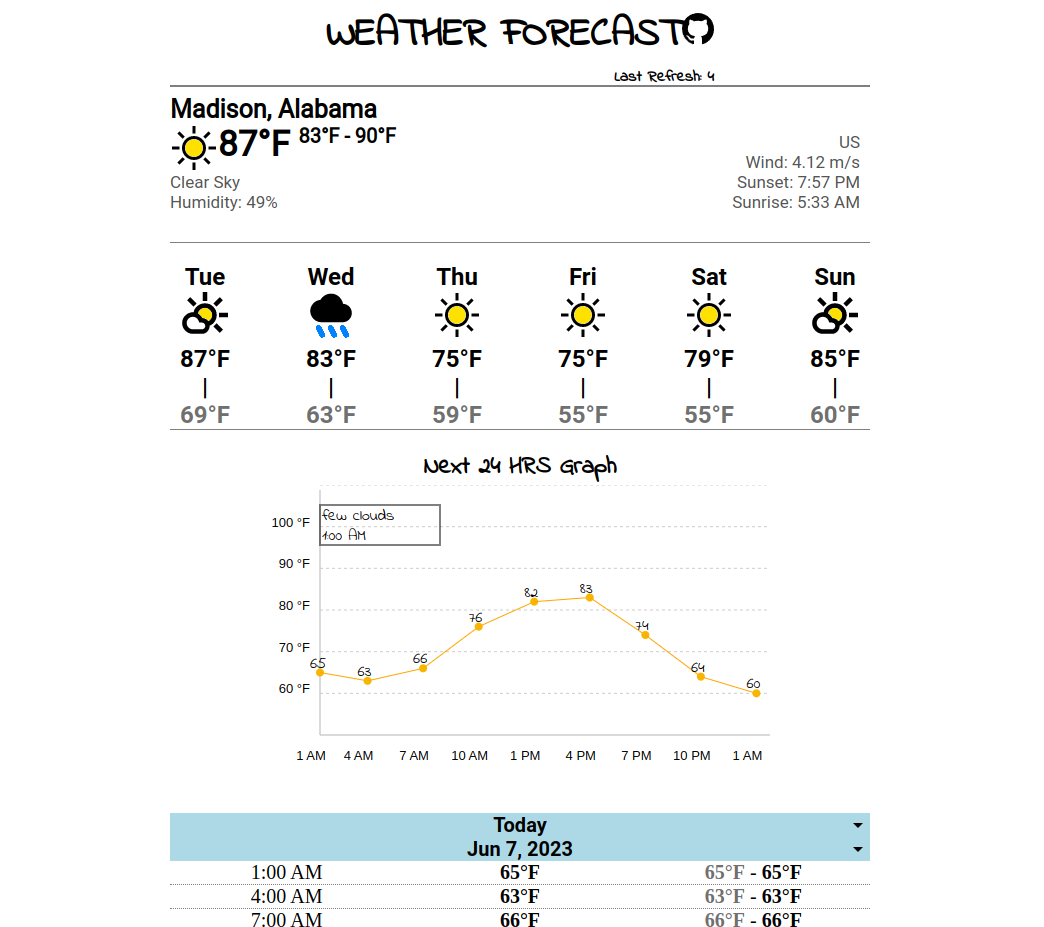 WEATHER FORECAST
Last Refresh: 4
Madison, Alabama
87°F 83°F - 90°F
Clear Sky
Humidity: 49%
US
Wind: 4.12 m/s
Sunset: 7:57 PM
Sunrise: 5:33 AM
Tue Wed Thu Fri Sat Sun
87°F 83°F 75°F 75°F 79°F 85°F
| | | | | |
69°F 63°F 59°F 55°F 55°F 60°F
Next 24 HRS Graph
few clouds
1:00 AM
100 °F
90 °F
80 °F
70 °F
60 °F
65 63 66 76 82 83 74 64 60
1 AM 4 AM 7 AM 10 AM 1 PM 4 PM 7 PM 10 PM 1 AM
Today
Jun 7, 2023
1:00 AM 65°F 65°F - 65°F
4:00 AM 63°F 63°F - 63°F
7:00 AM 66°F 66°F - 66°F